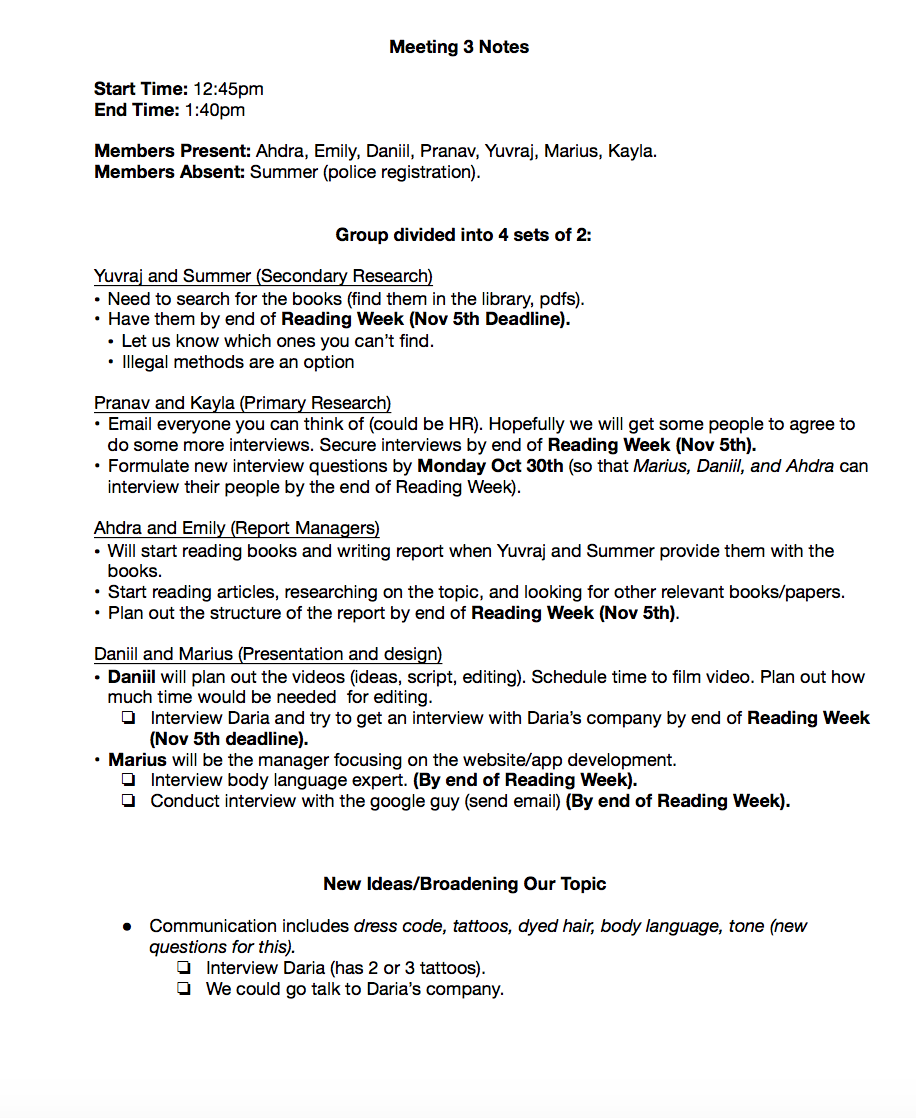 Meeting 3 Notes
Start Time: 12:45pm
End Time: 1:40pm
Members Present: Ahdra, Emily, Daniil, Pranav, Yuvraj, Marius, Kayla.
Members Absent: Summer (police registration).
Group divided into 4 sets of 2:
Yuvraj and Summer (Secondary Research)
• Need to search for the books (find them in the library, pdfs).
• Have them by end of Reading Week (Nov 5th Deadline).
• Let us know which ones you can’t find.
• Illegal methods are an option
Pranav and Kayla (Primary Research)
• Email everyone you can think of (could be HR). Hopefully we will get some people to agree to
do some more interviews. Secure interviews by end of Reading Week (Nov 5th).
• Formulate new interview questions by Monday Oct 30th (so that Marius, Daniil, and Ahdra can
interview their people by the end of Reading Week).
Ahdra and Emily (Report Managers)
• Will start reading books and writing report when Yuvraj and Summer provide them with the
books.
• Start reading articles, researching on the topic, and looking for other relevant books/papers.
• Plan out the structure of the report by end of Reading Week (Nov 5th).
Daniil and Marius (Presentation and design)
• Daniil will plan out the videos (ideas, script, editing). Schedule time to film video. Plan out how
much time would be needed  for editing.
❏ Interview Daria and try to get an interview with Daria’s company by end of Reading Week
(Nov 5th deadline).
• Marius will be the manager focusing on the website/app development.
❏ Interview body language expert. (By end of Reading Week).
❏ Conduct interview with the google guy (send email) (By end of Reading Week).
New Ideas/Broadening Our Topic
● Communication includes dress code, tattoos, dyed hair, body language, tone (new
questions for this).
❏ Interview Daria (has 2 or 3 tattoos).
❏ We could go talk to Daria’s company.